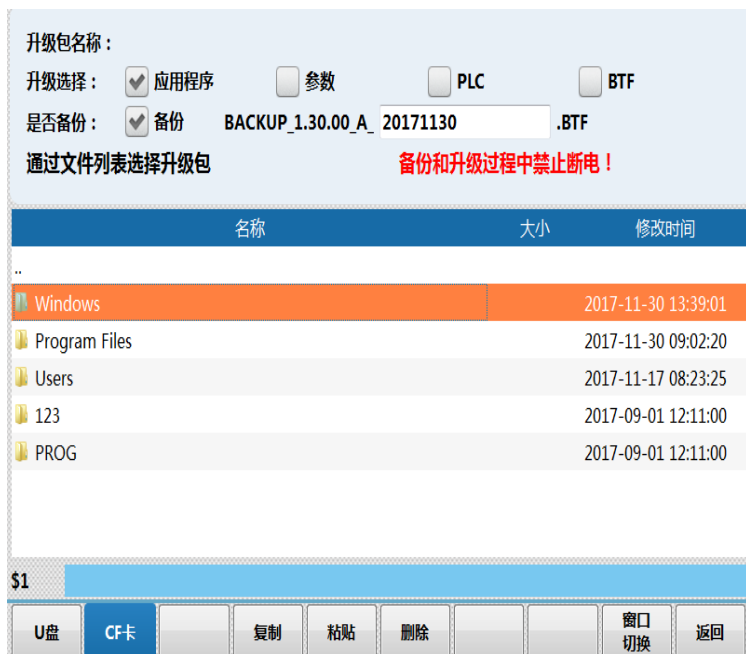 升级包名称：
升级选择： 应用程序 参数 PLC BTF
是否备份： 备份 BACKUP_1.30.00_A_ 20171130 .BTF
通过文件列表选择升级包 备份和升级过程中禁止断电！
名称 大小 修改时间
..
Windows 2017-11-30 13:39:01
Program Files 2017-11-30 09:02:20
Users 2017-11-17 08:23:25
123 2017-09-01 12:11:00
PROG 2017-09-01 12:11:00
$1
U盘 CF卡 复制 粘贴 删除 窗口 返回
切换